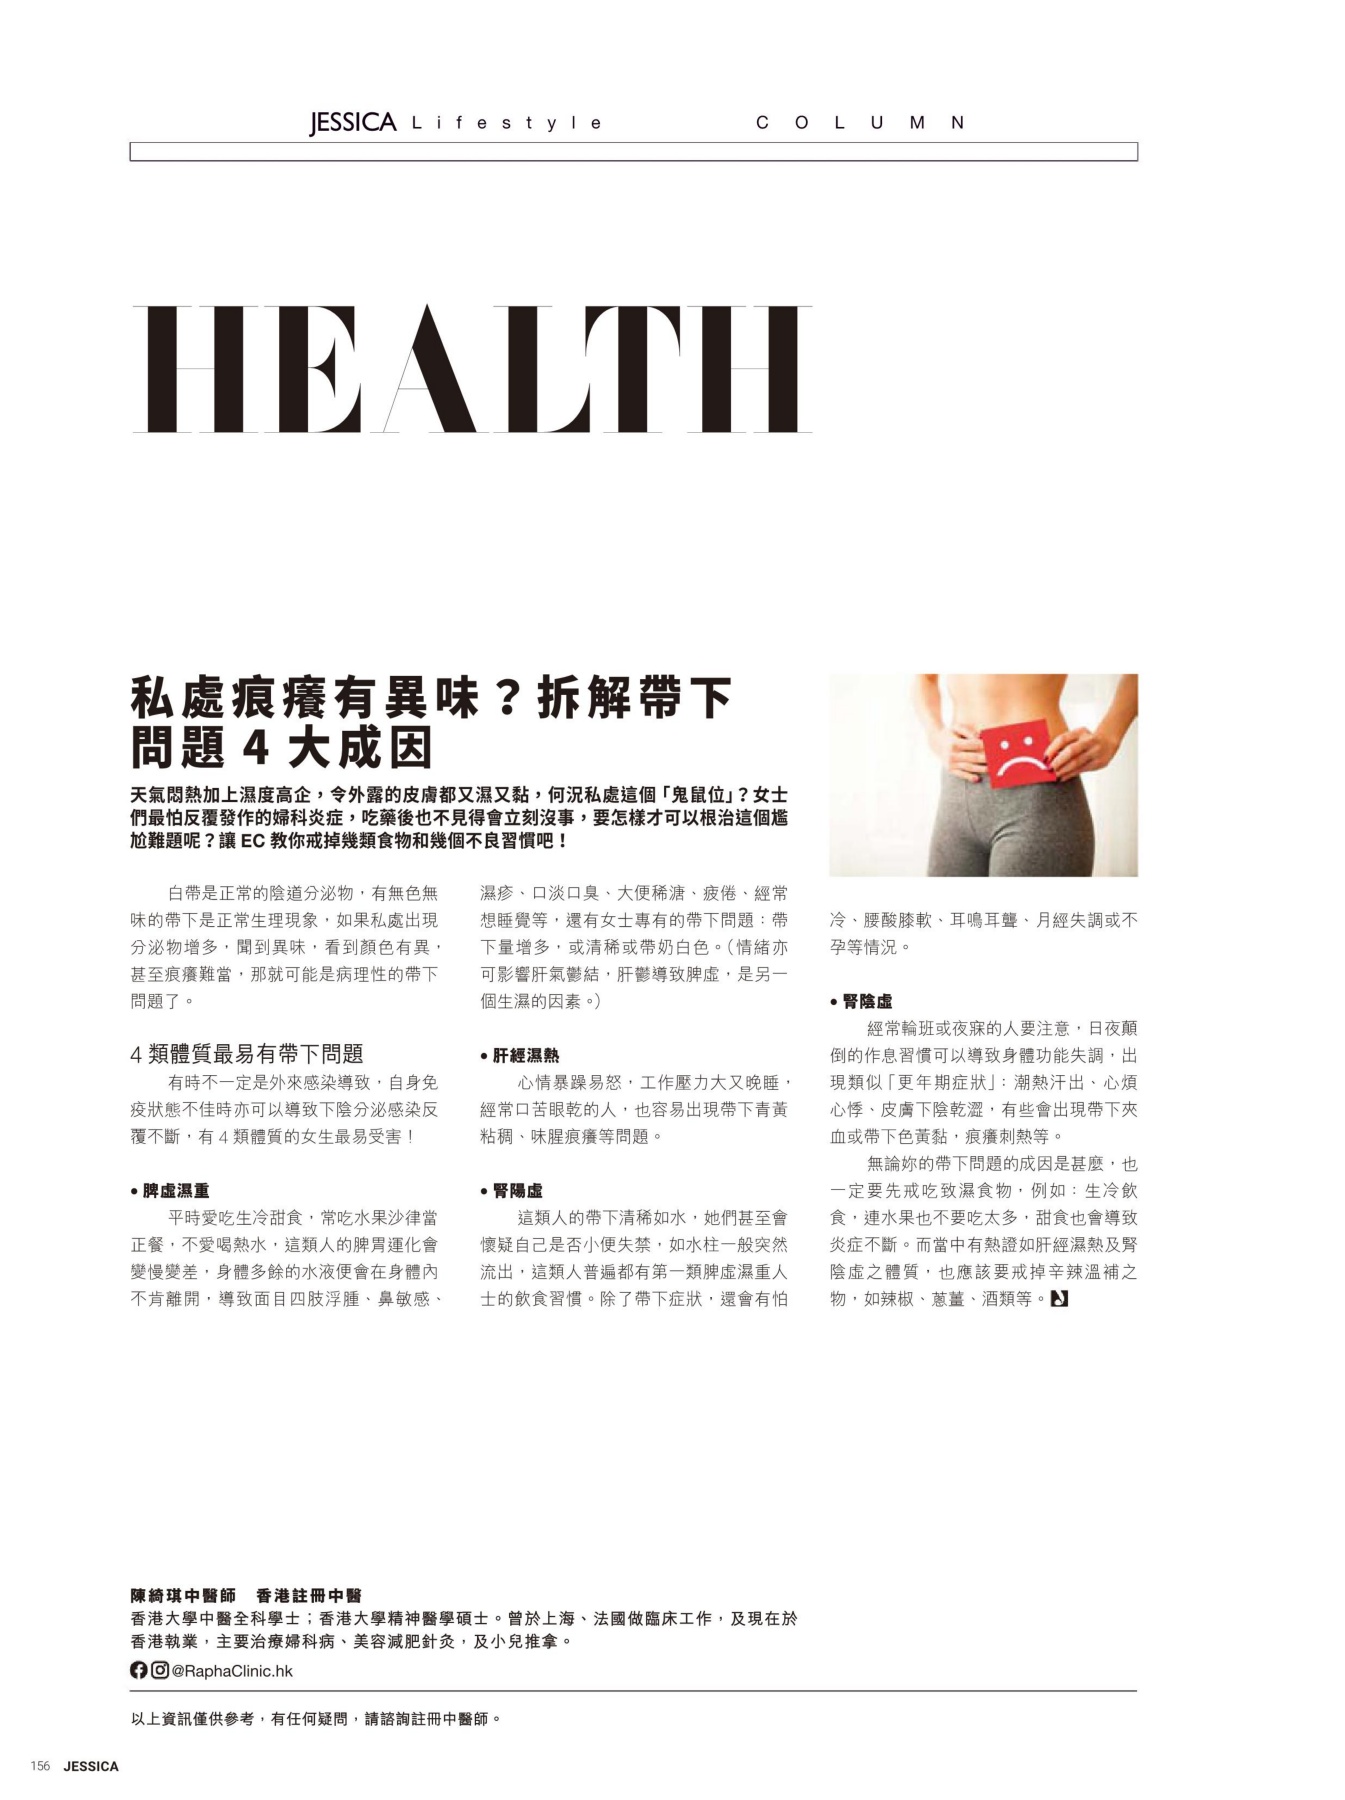 JESSICA Lifestyle COLUMN
HEALTH
私處痕癢有異味？拆解帶下
問題 4 大成因
天氣悶熱加上濕度高企，令外露的皮膚都又濕又黏，何況私處這個「鬼鼠位」？女士
們最怕反覆發作的婦科炎症，吃藥後也不見得會立刻沒事，要怎樣才可以根治這個尷
尬難題呢？讓 EC 教你戒掉幾類食物和幾個不良習慣吧！
白帶是正常的陰道分泌物，有無色無
味的帶下是正常生理現象，如果私處出現
分泌物增多，聞到異味，看到顏色有異，
甚至痕癢難當，那就可能是病理性的帶下
問題了。
4 類體質最易有帶下問題
有時不一定是外來感染導致，自身免
疫狀態不佳時亦可以導致下陰分泌感染反
覆不斷，有 4 類體質的女生最易受害！
• 脾虛濕重
平時愛吃生冷甜食，常吃水果沙律當
正餐，不愛喝熱水，這類人的脾胃運化會
變慢變差，身體多餘的水液便會在身體內
不肯離開，導致面目四肢浮腫、鼻敏感、
濕疹、口淡口臭、大便稀溏、疲倦、經常
想睡覺等，還有女士專有的帶下問題：帶
下量增多，或清稀或帶奶白色。（情緒亦
可影響肝氣鬱結，肝鬱導致脾虛，是另一
個生濕的因素。）
• 肝經濕熱
心情暴躁易怒，工作壓力大又晚睡，
經常口苦眼乾的人，也容易出現帶下青黃
粘稠、味腥痕癢等問題。
• 腎陽虛
這類人的帶下清稀如水，她們甚至會
懷疑自己是否小便失禁，如水柱一般突然
流出，這類人普遍都有第一類脾虛濕重人
士的飲食習慣。除了帶下症狀，還會有怕
冷、腰酸膝軟、耳鳴耳聾、月經失調或不
孕等情況。
• 腎陰虛
經常輪班或夜寐的人要注意，日夜顛
倒的作息習慣可以導致身體功能失調，出
現類似「更年期症狀」：潮熱汗出、心煩
心悸、皮膚下陰乾澀，有些會出現帶下夾
血或帶下色黃黏，痕癢刺熱等。
無論妳的帶下問題的成因是甚麼，也
一定要先戒吃致濕食物，例如：生冷飲
食，連水果也不要吃太多，甜食也會導致
炎症不斷。而當中有熱證如肝經濕熱及腎
陰虛之體質，也應該要戒掉辛辣溫補之
物，如辣椒、蔥薑、酒類等。
陳綺琪中醫師　香港註冊中醫
香港大學中醫全科學士；香港大學精神醫學碩士。曾於上海、法國做臨床工作，及現在於
香港執業，主要治療婦科病、美容減肥針灸，及小兒推拿。
@RaphaClinic.hk
以上資訊僅供參考，有任何疑問，請諮詢註冊中醫師。
156 JESSICA